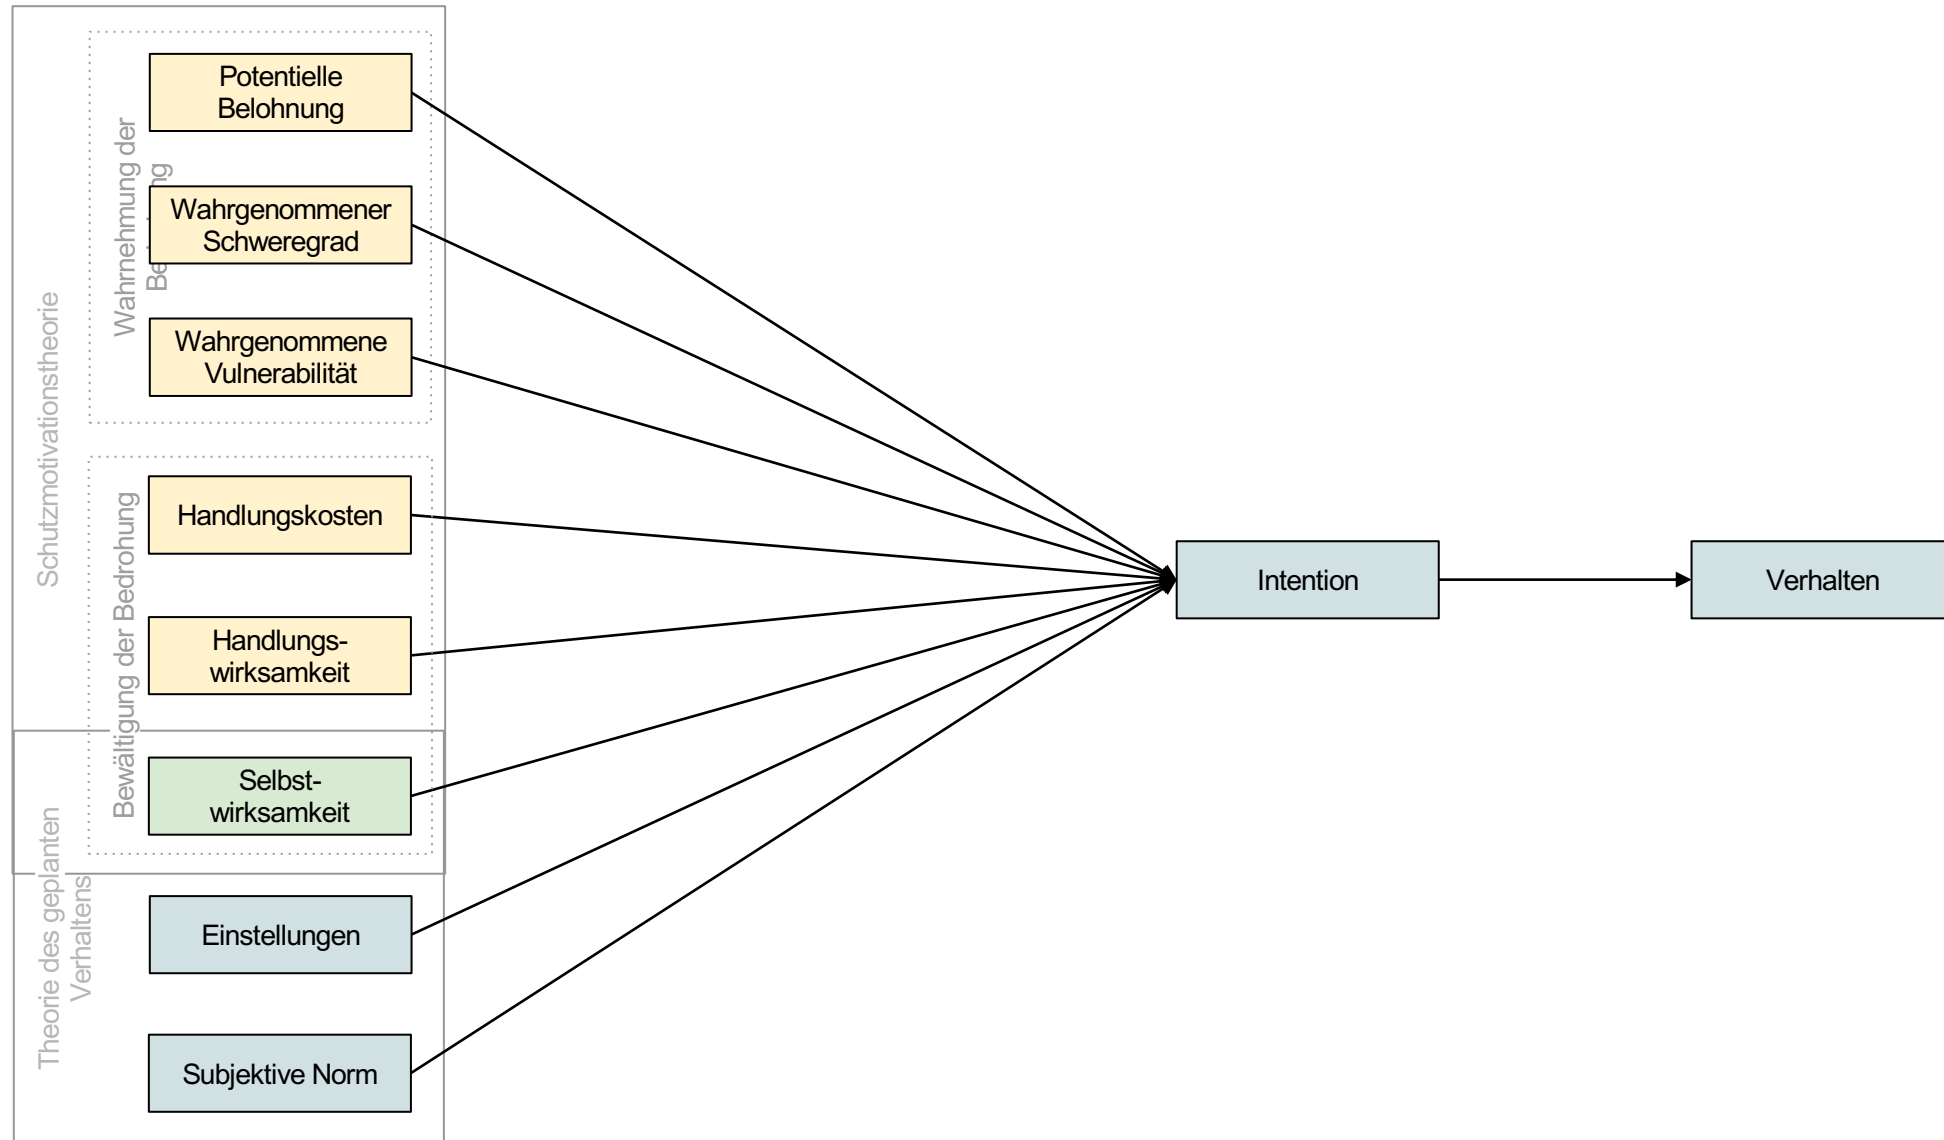 Schutzmotivationstheorie
Wahrnehmung der
Potentielle
Belohnung
Wahrgenommener
Schweregrad
Wahrgenommene
Vulnerabilität
Bewältigung der Bedrohung
Handlungskosten
Handlungs-
wirksamkeit
Selbst-
wirksamkeit
Theorie des geplanten
Verhaltens
Einstellungen
Subjektive Norm
Intention
Verhalten